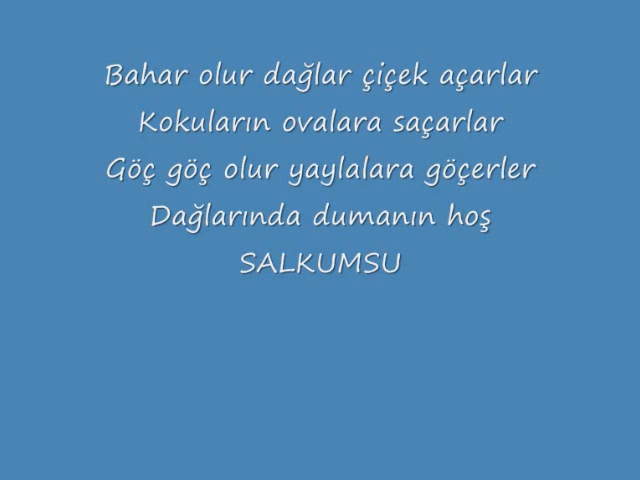 Bahar olur dağlar çiçek açarlar
Kokuların ovalara saçarlar
Göç göç olur yaylalara göçerler
Dağlarında dumanın hoş
SALKUMSU